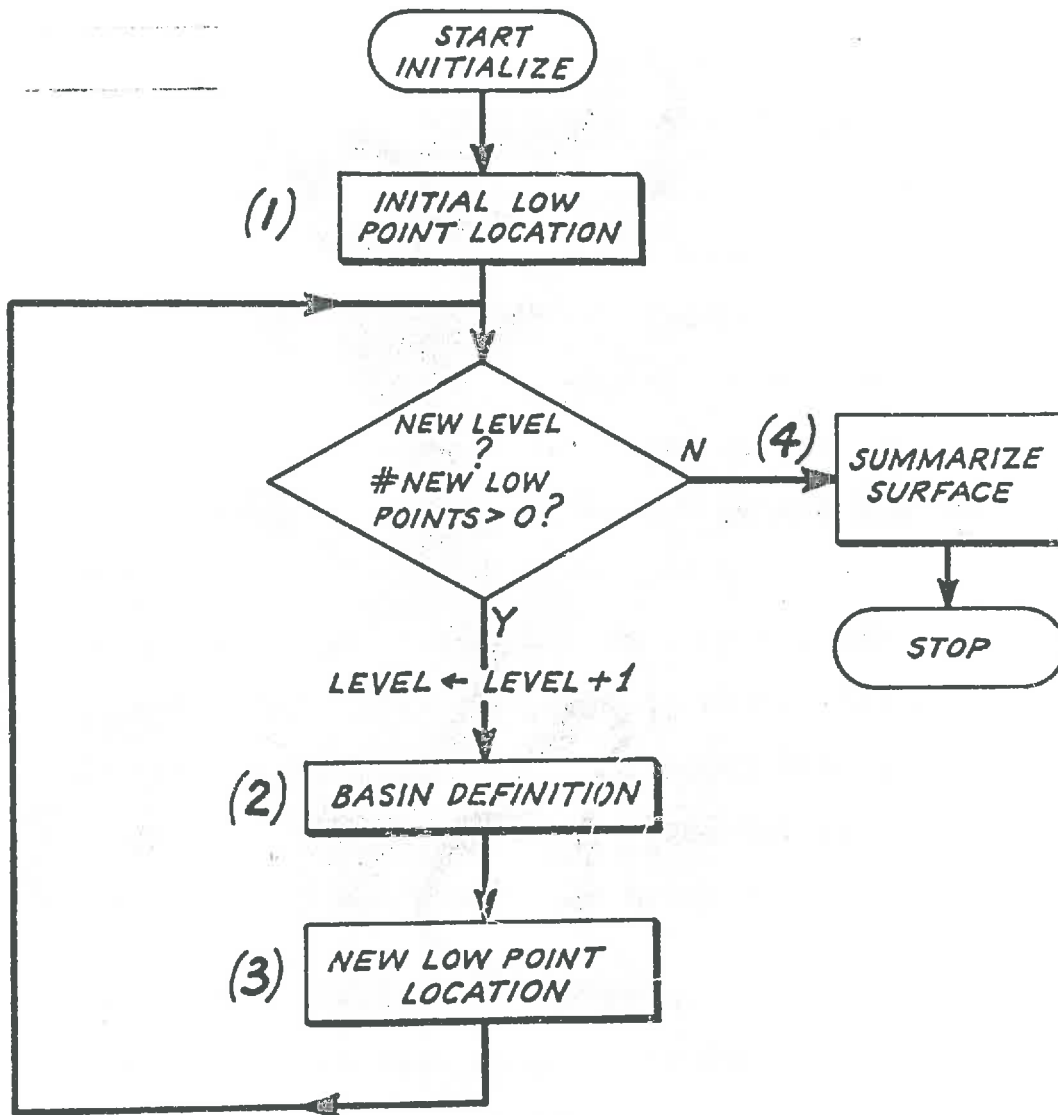 START
INITIALIZE
(1)
INITIAL LOW
POINT LOCATION
NEW LEVEL
?
#NEW LOW
POINTS > 0?
N
(4)
SUMMARIZE
SURFACE
STOP
Y
LEVEL ← LEVEL +1
(2)
BASIN DEFINITION
(3)
NEW LOW POINT
LOCATION